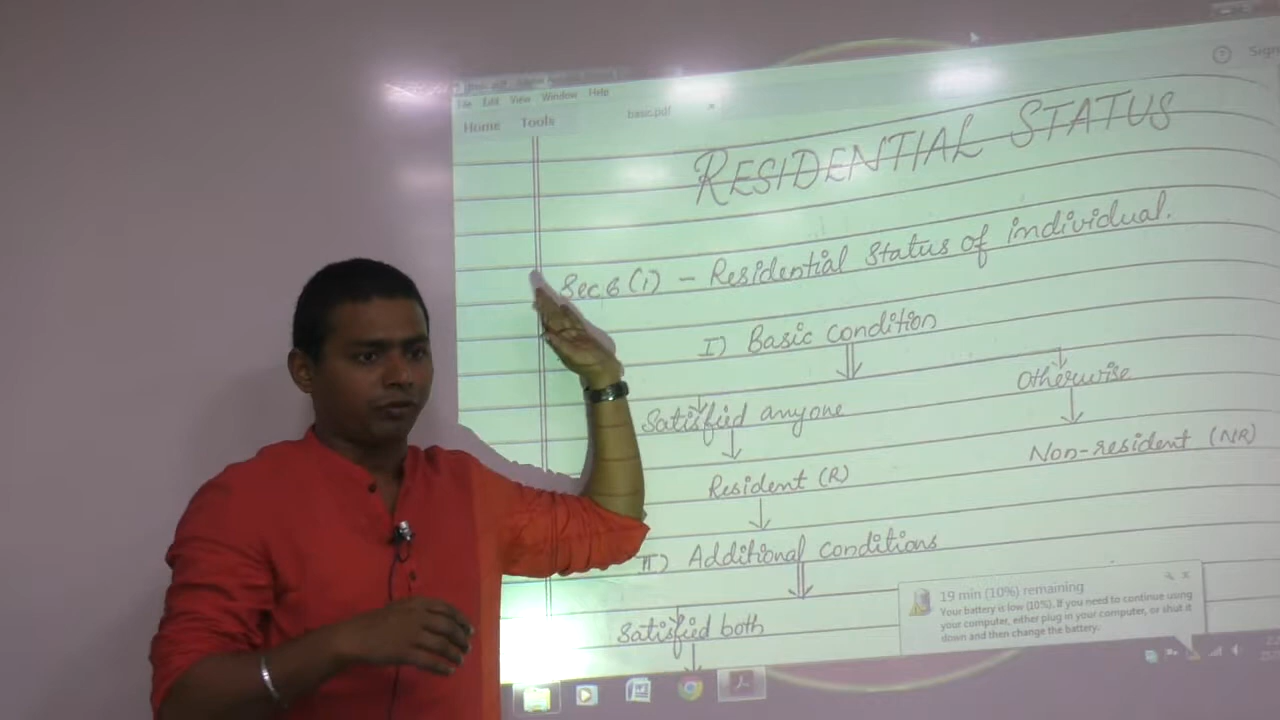 File Edit View Window Help
Home Tools basic.pdf
Sign
RESIDENTIAL STATUS
Sec 6 (1) - Residential Status of individual.
I) Basic condition
Satisfied anyone
Otherwise
Resident (R)
Non-resident (NR)
II) Additional conditions
Satisfied both
19 min (10%) remaining
Your battery is low (10%). If you need to continue using
your computer, either plug in your computer, or shut it
down and then change the battery.